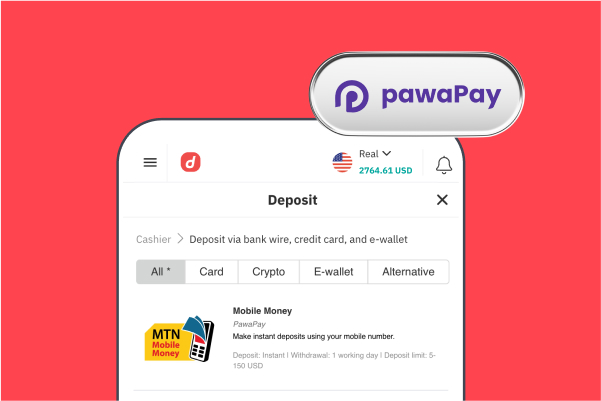 pawaPay
d
Real
2764.61 USD
Deposit
Cashier > Deposit via bank wire, credit card, and e-wallet
All * Card Crypto E-wallet Alternative
Mobile Money
PawaPay
Make instant deposits using your mobile number.
MTN
Mobile
Money
Deposit: Instant | Withdrawal: 1 working day | Deposit limit: 5-
150 USD